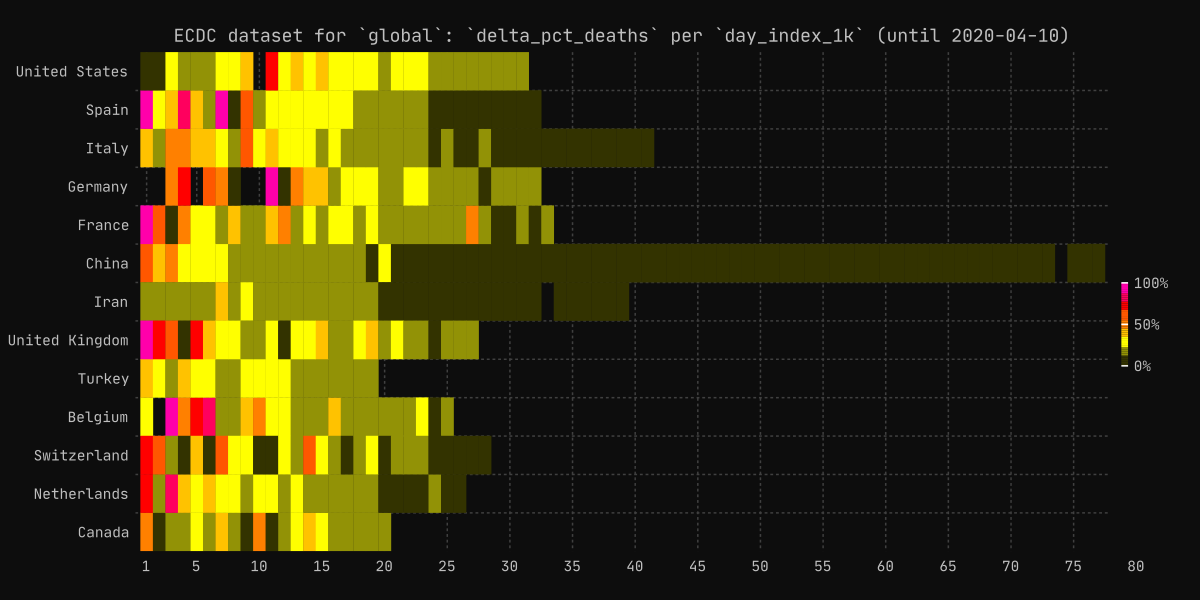 ECDC dataset for `global`: `delta_pct_deaths` per `day_index_1k` (until 2020-04-10)
United States
Spain
Italy
Germany
France
China
Iran
United Kingdom
Turkey
Belgium
Switzerland
Netherlands
Canada
100%
50%
0%
1 5 10 15 20 25 30 35 40 45 50 55 60 65 70 75 80